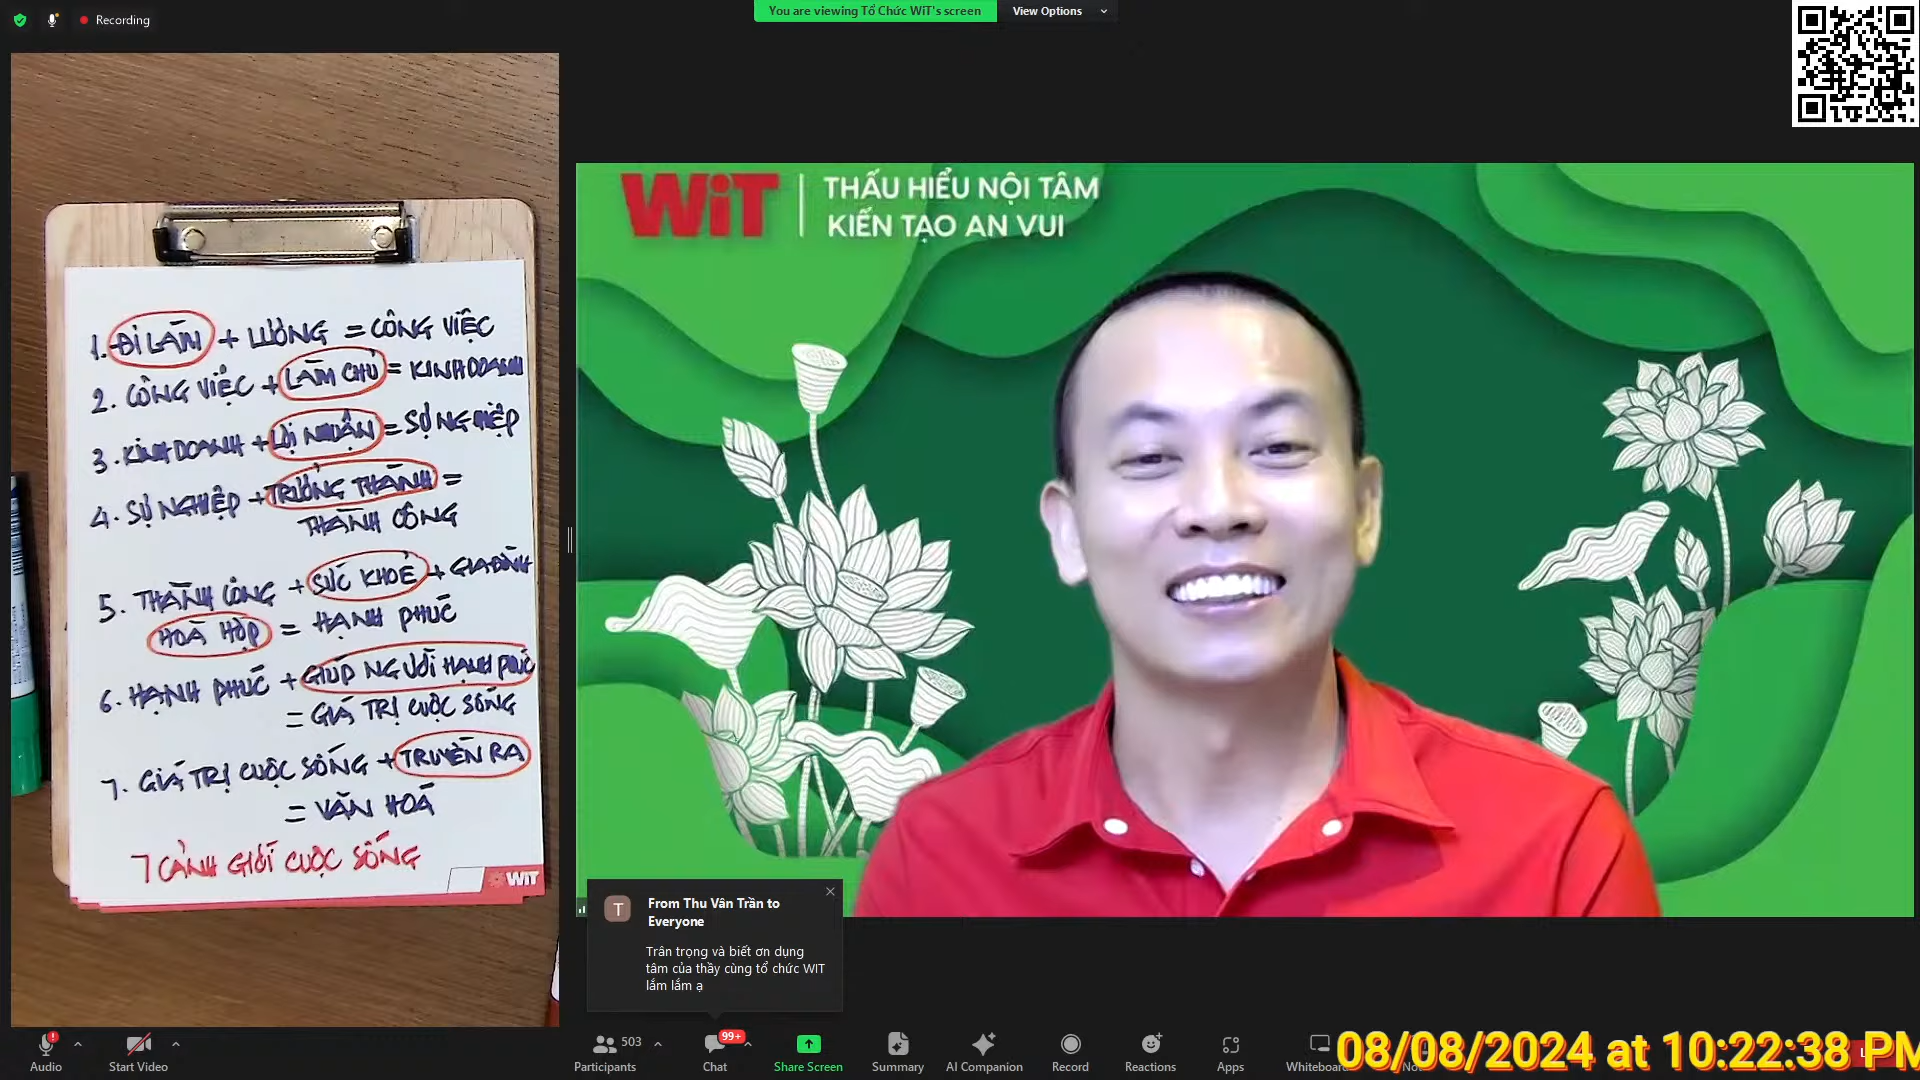 Recording
You are viewing Tổ Chức WiT's screen
View Options
1. ĐI LÀM + LƯƠNG = CÔNG VIỆC
2. CÔNG VIỆC + LÀM CHỦ = KINH DOANH
3. KINH DOANH + LỢI NHUẬN = SỰ NGHIỆP
4. SỰ NGHIỆP + TRƯỞNG THÀNH =
THÀNH CÔNG
5. THÀNH CÔNG + SỨC KHOẺ + GIA ĐÌNH
HOÀ HỢP = HẠNH PHÚC
6. HẠNH PHÚC + GIÚP NGƯỜI HẠNH PHÚC
= GIÁ TRỊ CUỘC SỐNG
7. GIÁ TRỊ CUỘC SỐNG + TRUYỀN RA
= VĂN HOÁ
7 CẢNH GIỚI CUỘC SỐNG
WiT
WiT
THẤU HIỂU NỘI TÂM
KIẾN TẠO AN VUI
T
From Thu Vân Trần to
Everyone
Trân trọng và biết ơn dụng
tâm của thầy cùng tổ chức WIT
lắm lắm ạ
Audio
Start Video
503
Participants
99+
Chat
Share Screen
Summary
AI Companion
Record
Reactions
Apps
Whiteboard
08/08/2024 at 10:22:38 PM